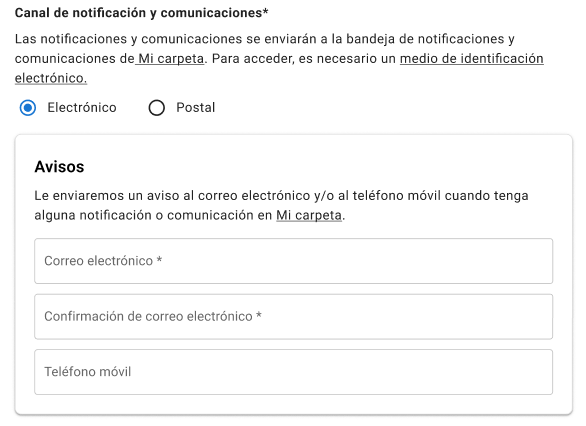 Canal de notificación y comunicaciones*
Las notificaciones y comunicaciones se enviarán a la bandeja de notificaciones y
comunicaciones de Mi carpeta. Para acceder, es necesario un medio de identificación
electrónico.
Electrónico Postal
Avisos
Le enviaremos un aviso al correo electrónico y/o al teléfono móvil cuando tenga
alguna notificación o comunicación en Mi carpeta.
Correo electrónico *
Confirmación de correo electrónico *
Teléfono móvil